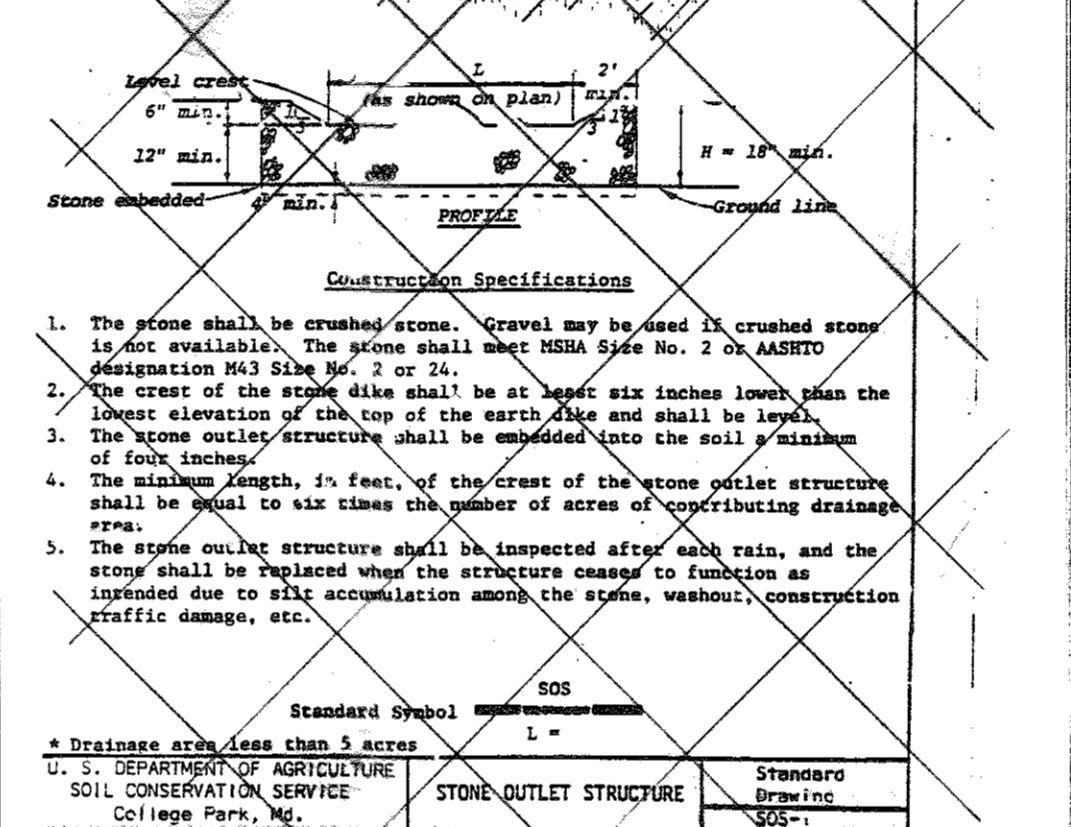 Level crest
L
2'
(as shown on plan)
min.
6" min.
1
3
1
3
12" min.
H = 18" min.
Stone embedded
4" min.
Ground line
PROFILE
Construction Specifications
1. The stone shall be crushed stone. Gravel may be used if crushed stone
is not available. The stone shall meet MSHA Size No. 2 or AASHTO
designation M43 Size No. 2 or 24.
2. The crest of the stone dike shall be at least six inches lower than the
lowest elevation of the top of the earth dike and shall be level.
3. The stone outlet structure shall be embedded into the soil a minimum
of four inches.
4. The minimum length, in feet, of the crest of the stone outlet structure
shall be equal to six times the number of acres of contributing drainage
area.
5. The stone outlet structure shall be inspected after each rain, and the
stone shall be replaced when the structure ceases to function as
intended due to silt accumulation among the stone, washout, construction
traffic damage, etc.
SOS
Standard Symbol
L =
* Drainage area less than 5 acres
U. S. DEPARTMENT OF AGRICULTURE
SOIL CONSERVATION SERVICE
College Park, Md.
STONE OUTLET STRUCTURE
Standard
Drawing
SOS-1